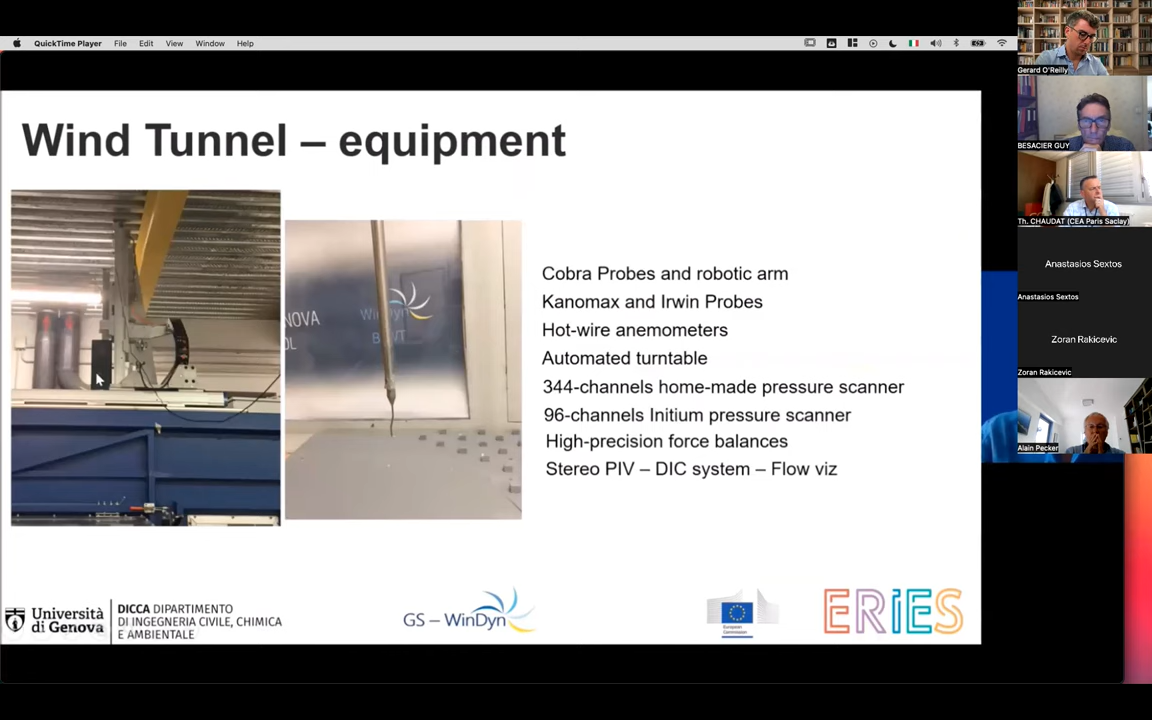 QuickTime Player File Edit View Window Help
Wind Tunnel – equipment
Cobra Probes and robotic arm
Kanomax and Irwin Probes
Hot-wire anemometers
Automated turntable
344-channels home-made pressure scanner
96-channels Initium pressure scanner
High-precision force balances
Stereo PIV – DIC system – Flow viz
NOVA
OL
WinDyn
Università
di Genova
DICCA DIPARTIMENTO
DI INGEGNERIA CIVILE, CHIMICA
E AMBIENTALE
GS – WinDyn
European
Commission
ERIES
Gerard O'Reilly
BESACIER GUY
Th. CHAUDAT (CEA Paris Saclay)
Anastasios Sextos
Anastasios Sextos
Zoran Rakicevic
Zoran Rakicevic
Alain Pecker